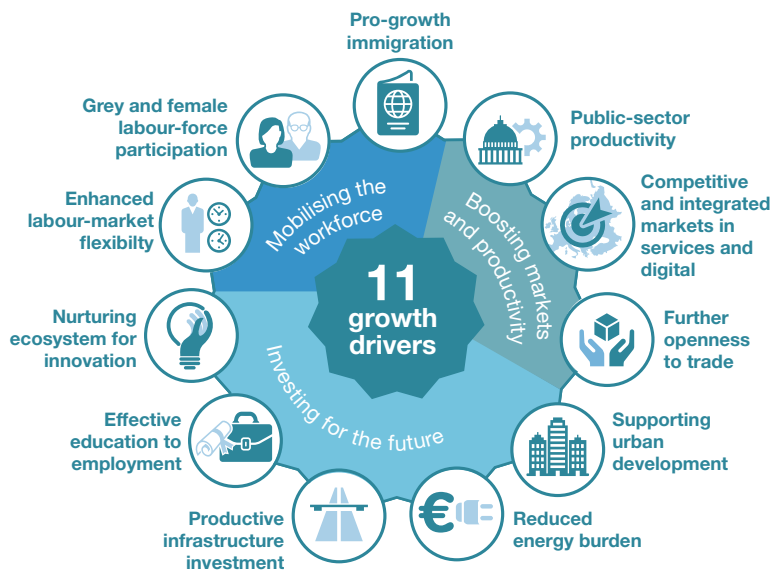 Pro-growth
immigration
Grey and female
labour-force
participation
Public-sector
productivity
Enhanced
labour-market
flexibilty
Competitive
and integrated
markets in
services and
digital
Mobilising the
workforce
Boosting markets
and productivity
11
growth
drivers
Nurturing
ecosystem for
innovation
Further
openness
to trade
Investing for the future
Effective
education to
employment
Supporting
urban
development
Productive
infrastructure
investment
€
Reduced
energy burden